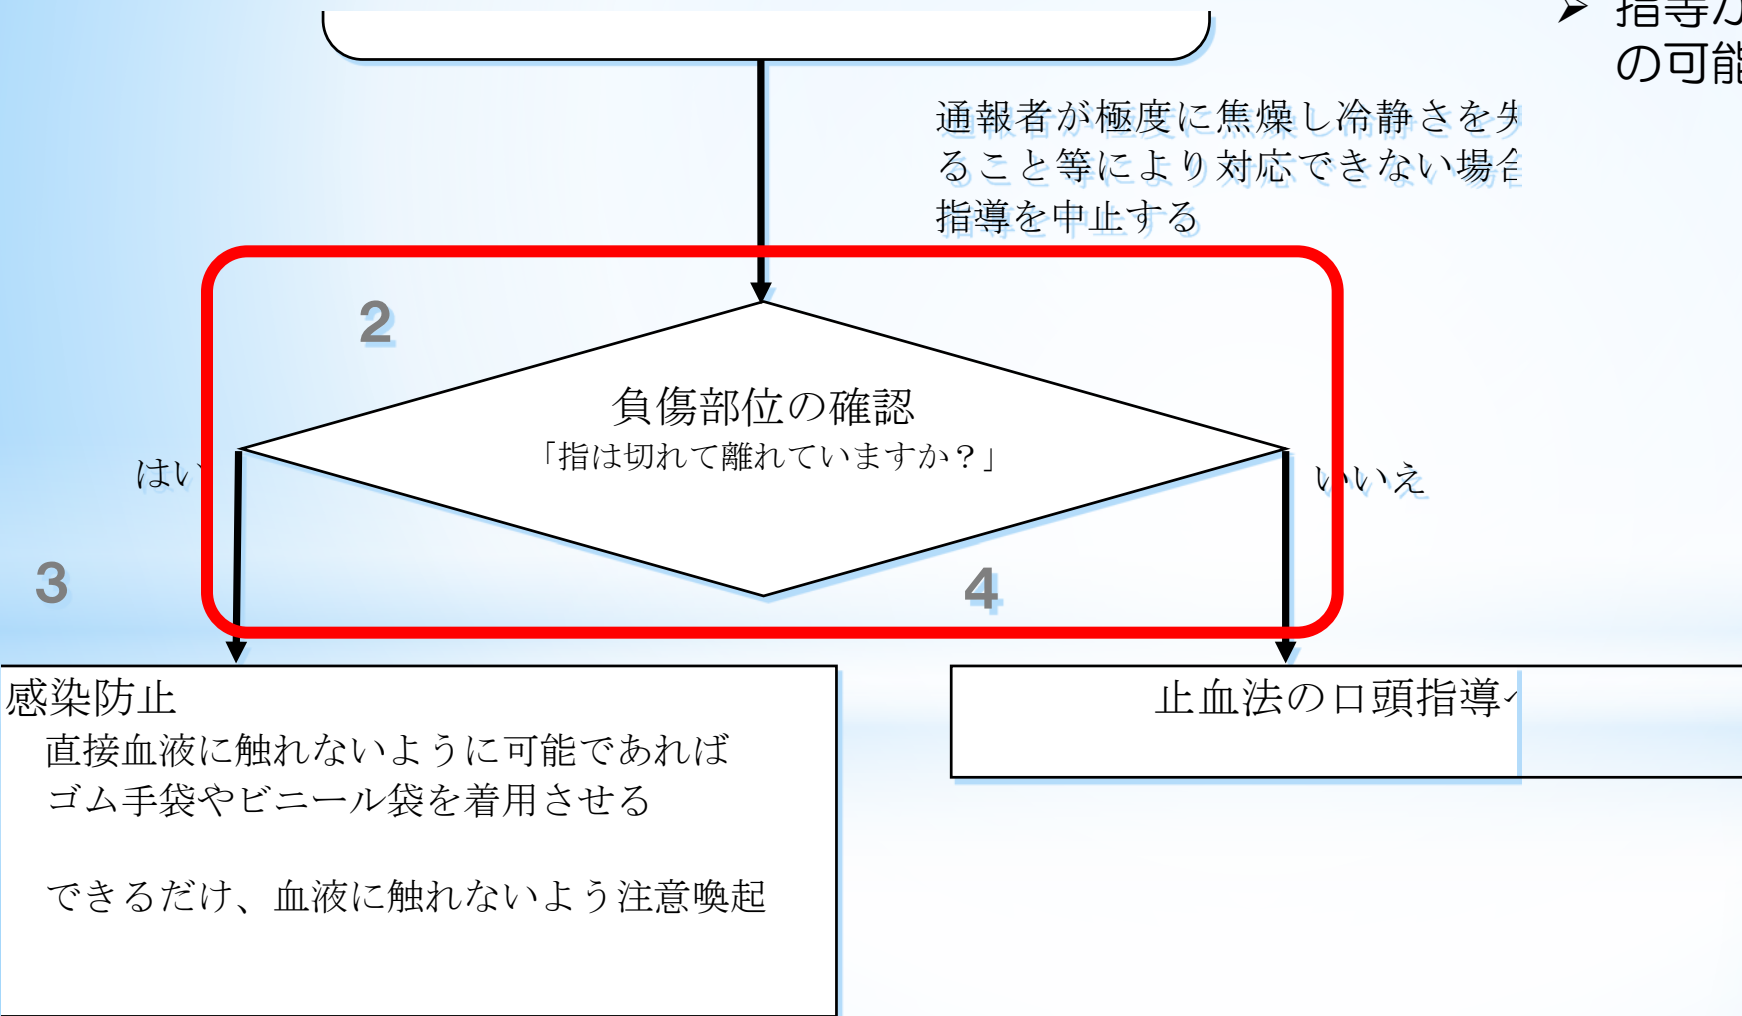 指等が
の可能
通報者が極度に焦燥し冷静さを失
ること等により対応できない場合
指導を中止する
2
負傷部位の確認
「指は切れて離れていますか？」
はい
いいえ
3
4
感染防止
直接血液に触れないように可能であれば
ゴム手袋やビニール袋を着用させる
できるだけ、血液に触れないよう注意喚起
止血法の口頭指導へ